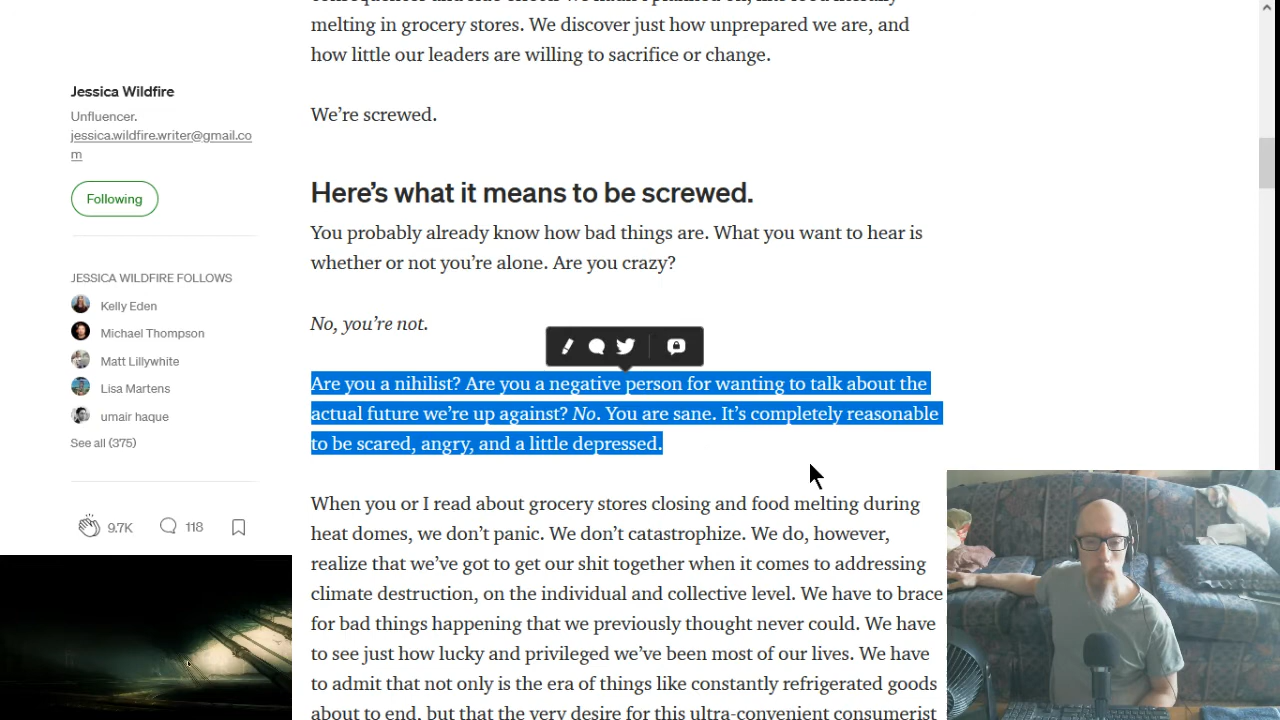 melting in grocery stores. We discover just how unprepared we are, and
how little our leaders are willing to sacrifice or change.
We’re screwed.
Here’s what it means to be screwed.
You probably already know how bad things are. What you want to hear is
whether or not you’re alone. Are you crazy?
No, you’re not.
Are you a nihilist? Are you a negative person for wanting to talk about the
actual future we’re up against? No. You are sane. It’s completely reasonable
to be scared, angry, and a little depressed.
When you or I read about grocery stores closing and food melting during
heat domes, we don’t panic. We don’t catastrophize. We do, however,
realize that we’ve got to get our shit together when it comes to addressing
climate destruction, on the individual and collective level. We have to brace
for bad things happening that we previously thought never could. We have
to see just how lucky and privileged we’ve been most of our lives. We have
to admit that not only is the era of things like constantly refrigerated goods
about to end, but that the very desire for this ultra-convenient consumerist
Jessica Wildfire
Unfluencer.
jessica.wildfire.writer@gmail.co
m
Following
JESSICA WILDFIRE FOLLOWS
Kelly Eden
Michael Thompson
Matt Lillywhite
Lisa Martens
umair haque
See all (375)
9.7K
118